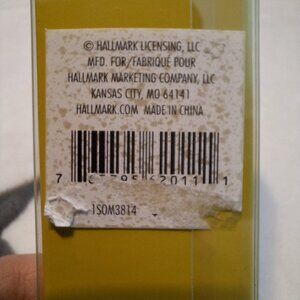 © HALLMARK LICENSING, LLC
MFD. FOR/FABRIQUÉ POUR
HALLMARK MARKETING COMPANY, LLC
KANSAS CITY, MO 64141
HALLMARK.COM MADE IN CHINA
1SOM3814